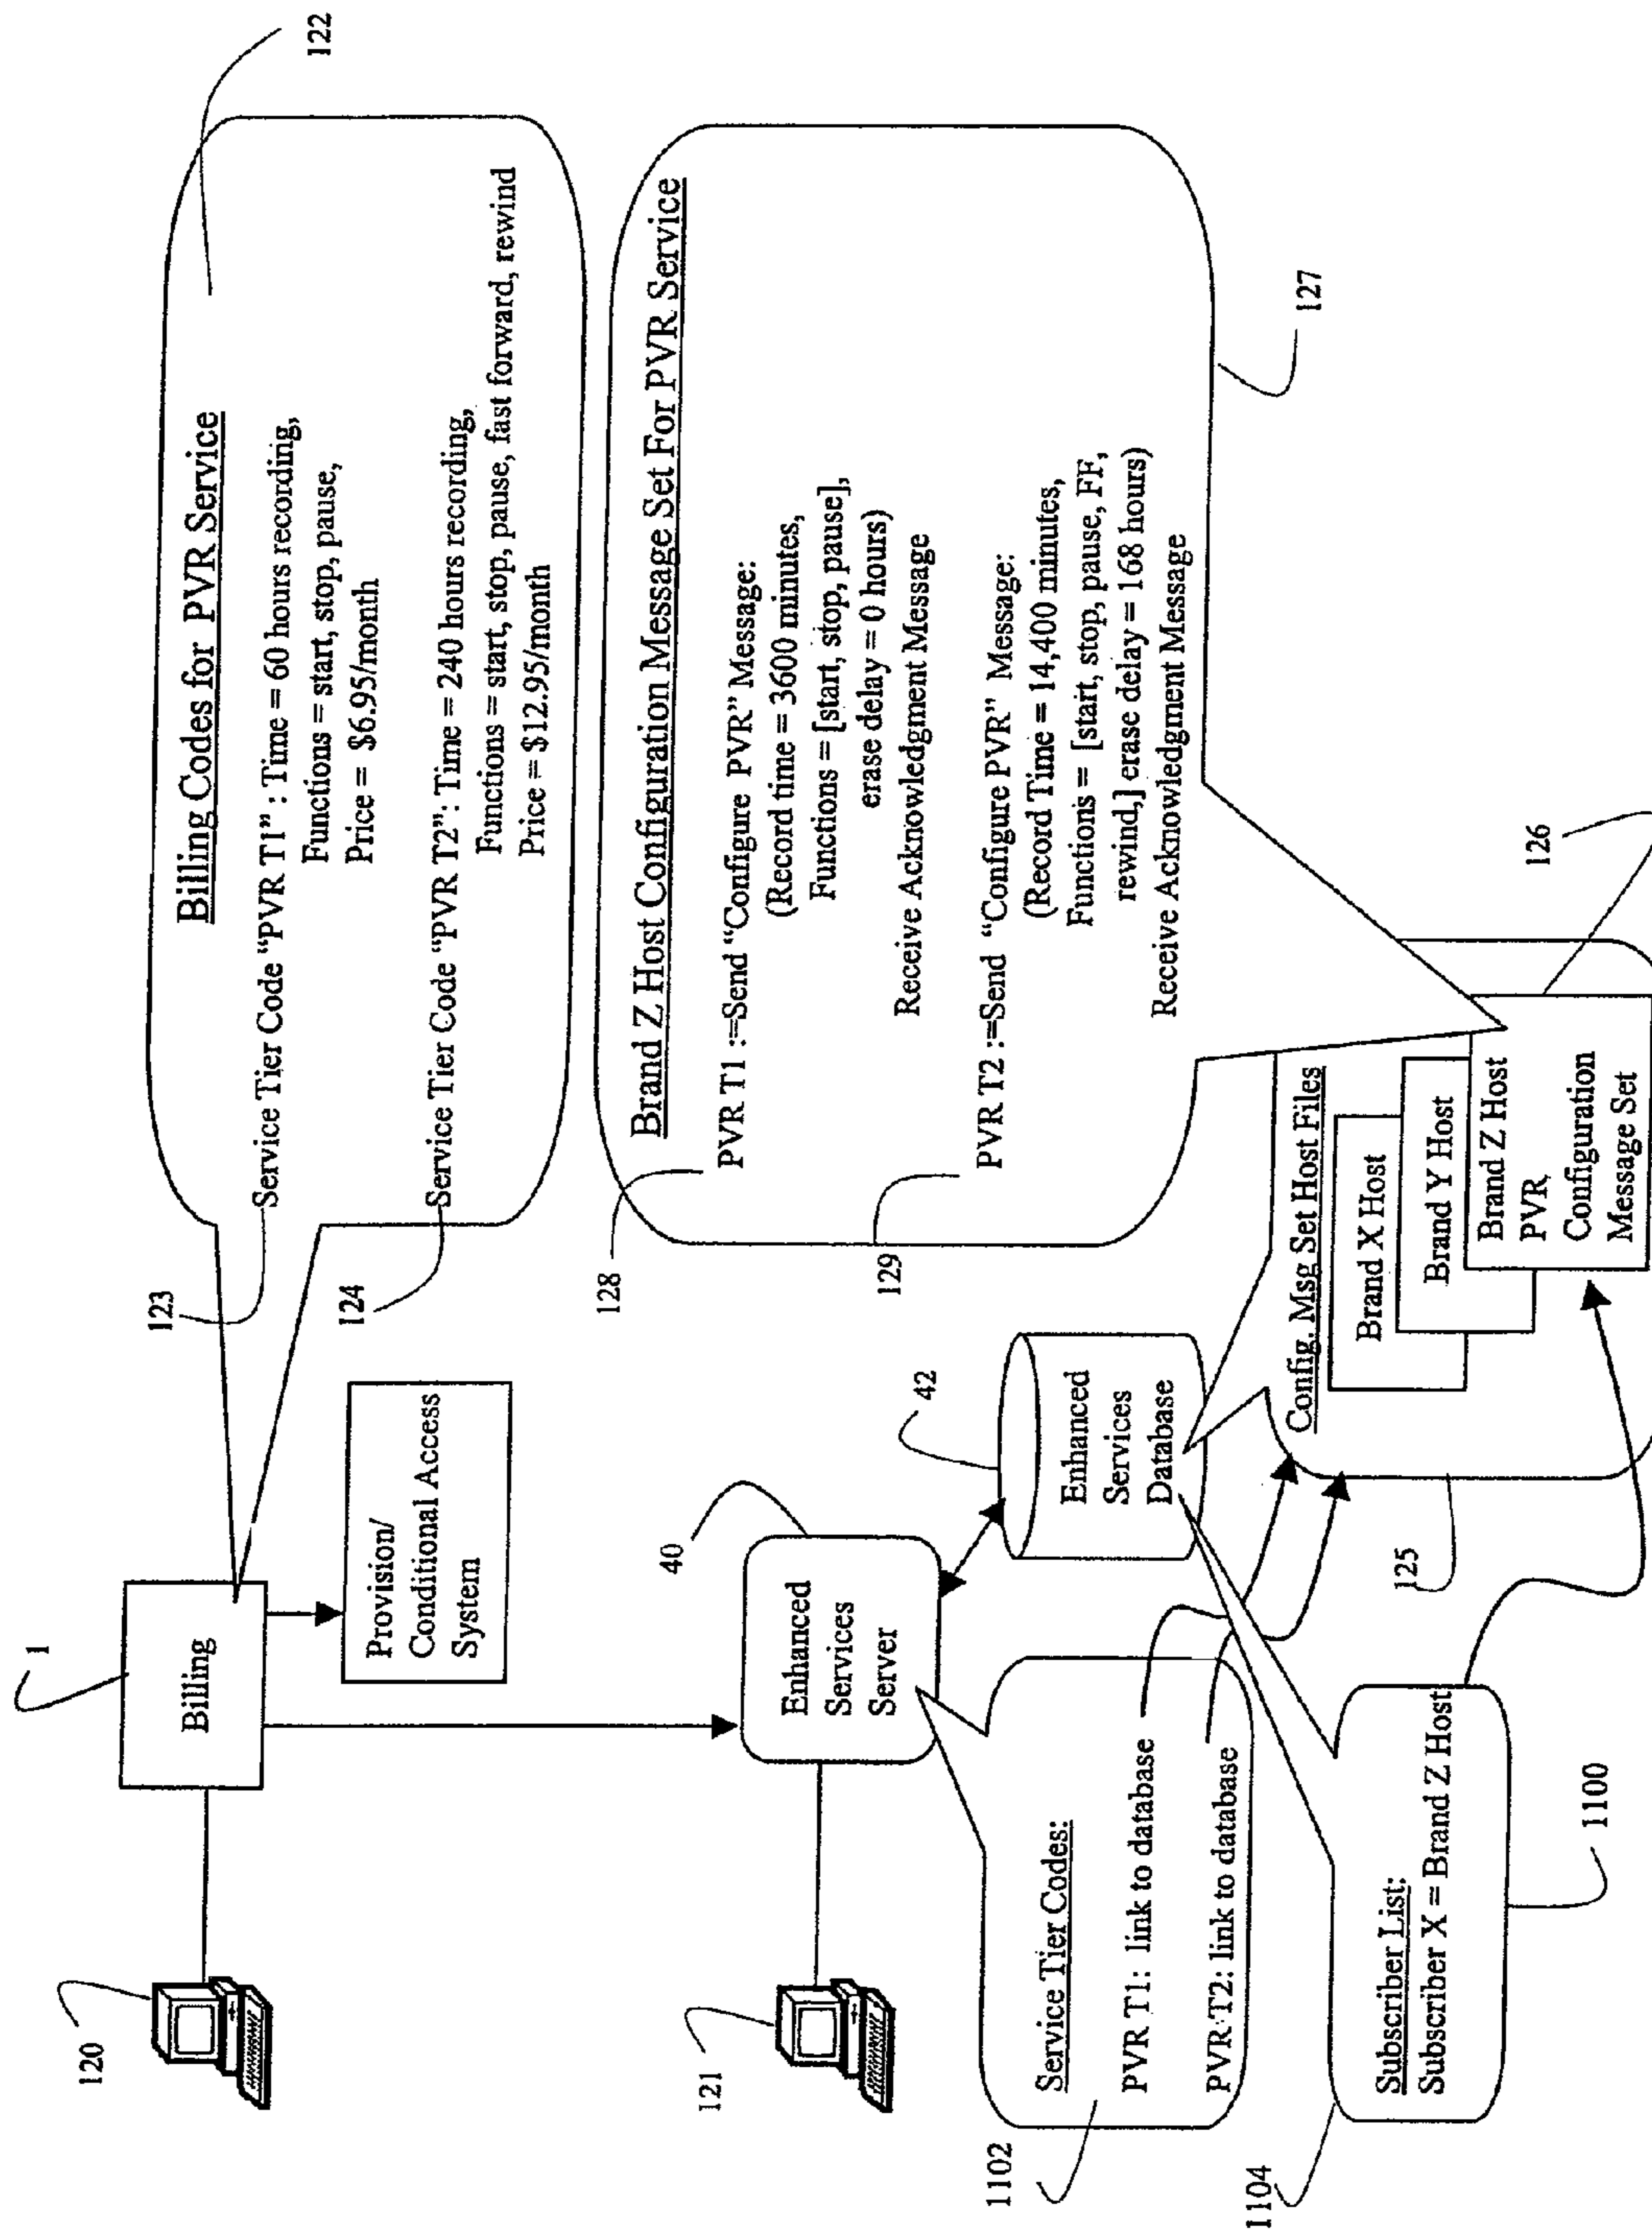 120
1
Billing
Provision/
Conditional Access
System
122
Billing Codes for PVR Service
123
Service Tier Code “PVR T1” : Time = 60 hours recording,
Functions = start, stop, pause,
Price = $6.95/month
124
Service Tier Code “PVR T2”: Time = 240 hours recording,
Functions = start, stop, pause, fast forward, rewind
Price = $12.95/month
Brand Z Host Configuration Message Set For PVR Service
128
PVR T1 :=Send “Configure PVR” Message:
(Record time = 3600 minutes,
Functions = [start, stop, pause],
erase delay = 0 hours)
Receive Acknowledgment Message
129
PVR T2 :=Send “Configure PVR” Message:
(Record Time = 14,400 minutes,
Functions = [start, stop, pause, FF,
rewind,] erase delay = 168 hours)
Receive Acknowledgment Message
127
121
40
Enhanced
Services
Server
42
Enhanced
Services
Database
1102
Service Tier Codes:
PVR T1: link to database
PVR T2: link to database
1104
Subscriber List:
Subscriber X = Brand Z Host
1100
125
Config. Msg Set Host Files
Brand X Host
Brand Y Host
Brand Z Host
PVR
Configuration
Message Set
126